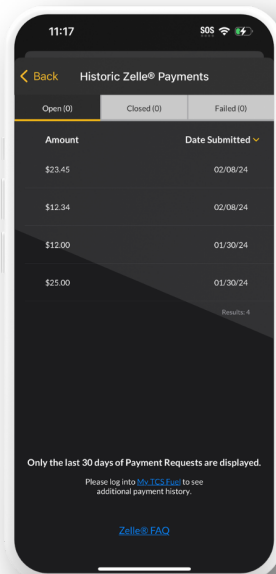 11:17 SOS
Back Historic Zelle® Payments
Open (0) Closed (0) Failed (0)
Amount Date Submitted
$23.45 02/08/24
$12.34 02/08/24
$12.00 01/30/24
$25.00 01/30/24
Results: 4
Only the last 30 days of Payment Requests are displayed.
Please log into My TCS Fuel to see
additional payment history.
Zelle® FAQ